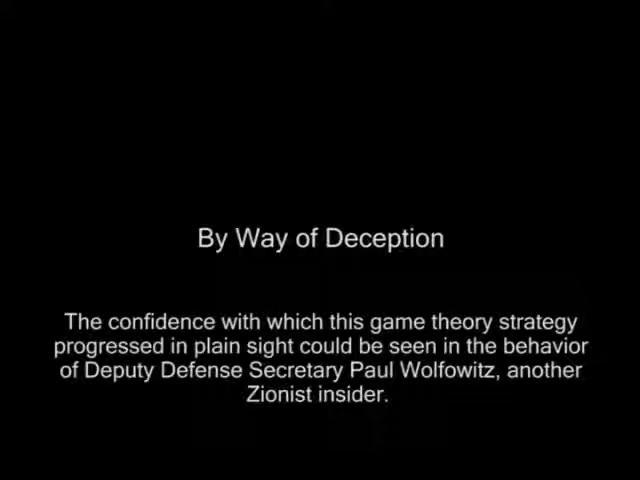 By Way of Deception
The confidence with which this game theory strategy
progressed in plain sight could be seen in the behavior
of Deputy Defense Secretary Paul Wolfowitz, another
Zionist insider.